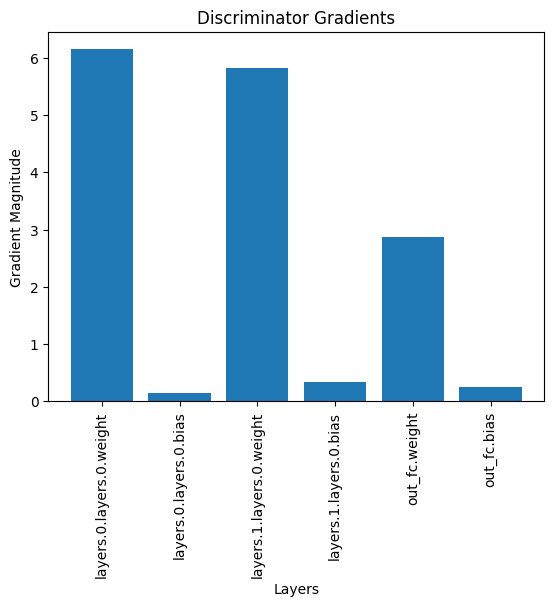 Discriminator Gradients
Gradient Magnitude
6
5
4
3
2
1
0
layers.0.layers.0.weight
layers.0.layers.0.bias
layers.1.layers.0.weight
layers.1.layers.0.bias
out_fc.weight
out_fc.bias
Layers